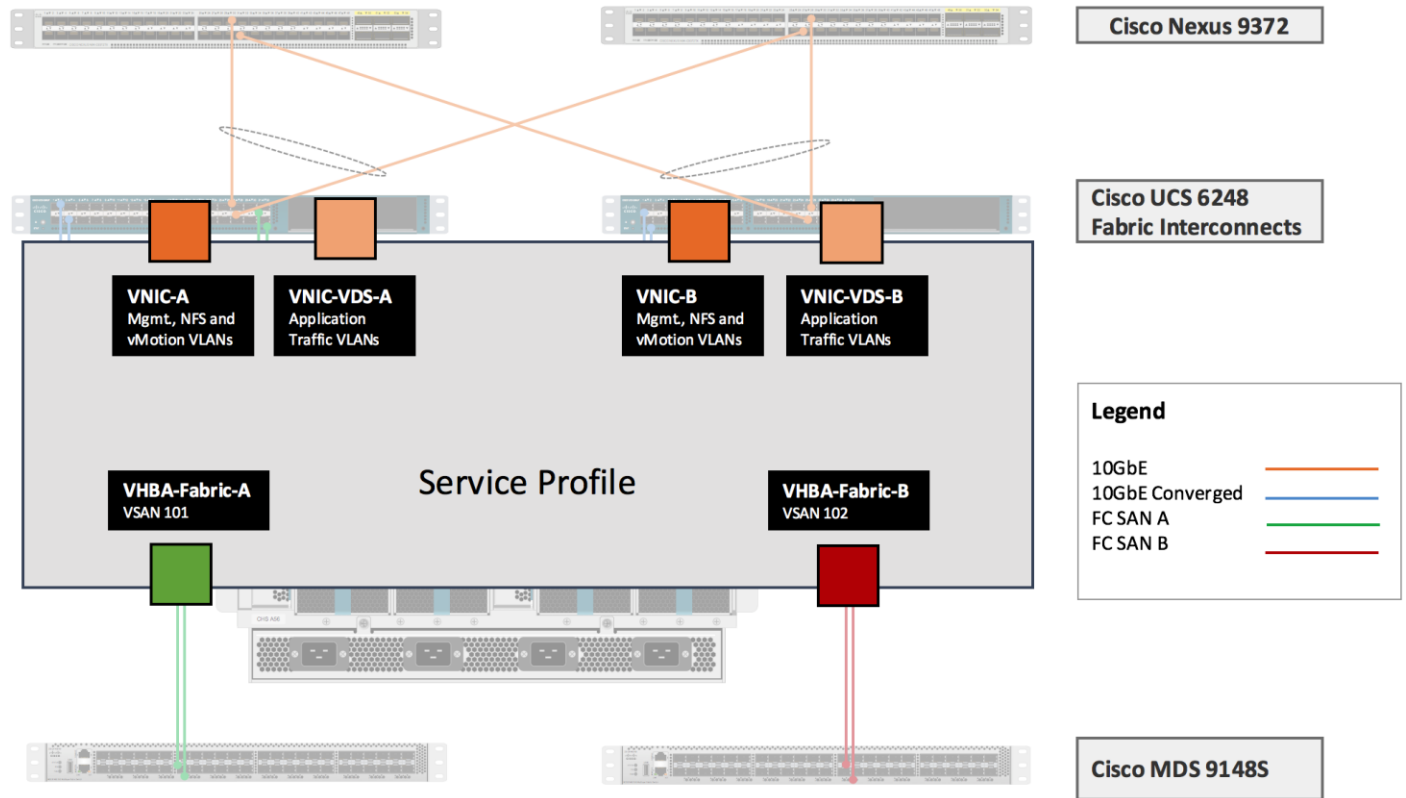 Cisco Nexus 9372
Cisco UCS 6248
Fabric Interconnects
VNIC-A
Mgmt., NFS and
vMotion VLANs
VNIC-VDS-A
Application
Traffic VLANs
VNIC-B
Mgmt., NFS and
vMotion VLANs
VNIC-VDS-B
Application
Traffic VLANs
Legend
10GbE
10GbE Converged
FC SAN A
FC SAN B
Service Profile
VHBA-Fabric-A
VSAN 101
VHBA-Fabric-B
VSAN 102
Cisco MDS 9148S